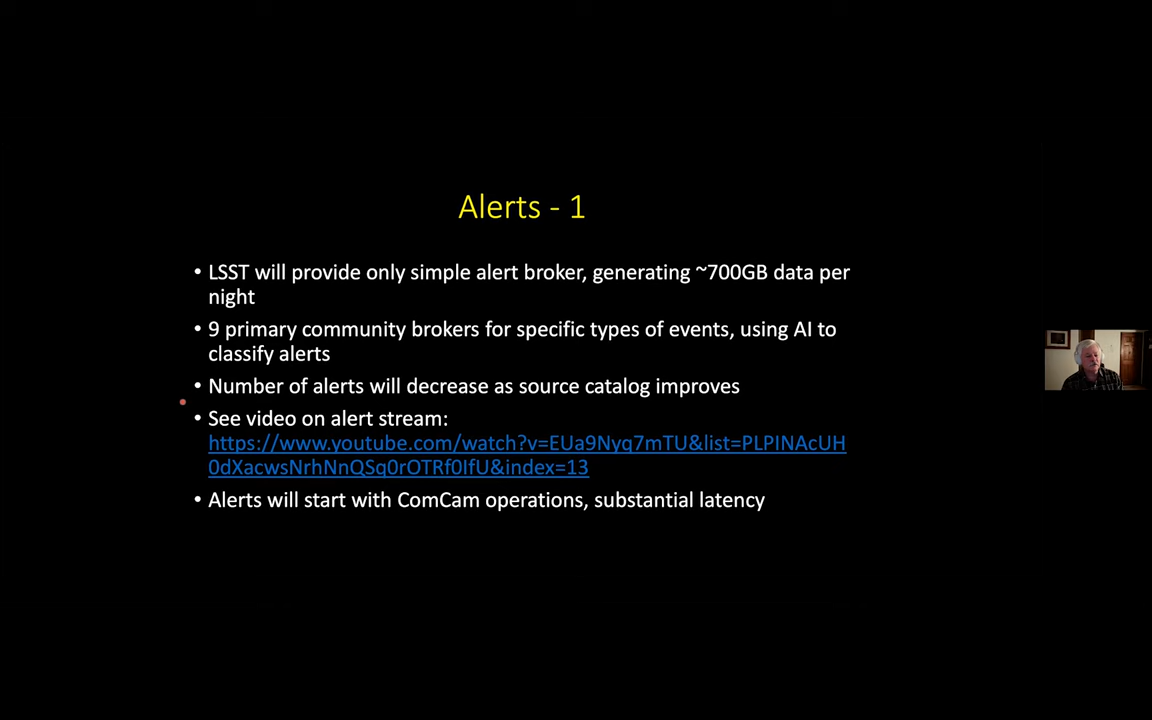 Alerts - 1
• LSST will provide only simple alert broker, generating ~700GB data per
night
• 9 primary community brokers for specific types of events, using AI to
classify alerts
• Number of alerts will decrease as source catalog improves
• See video on alert stream:
https://www.youtube.com/watch?v=EUa9Nyq7mTU&list=PLPINAcUH
0dXacwsNrhNnQSq0rOTRf0IfU&index=13
• Alerts will start with ComCam operations, substantial latency